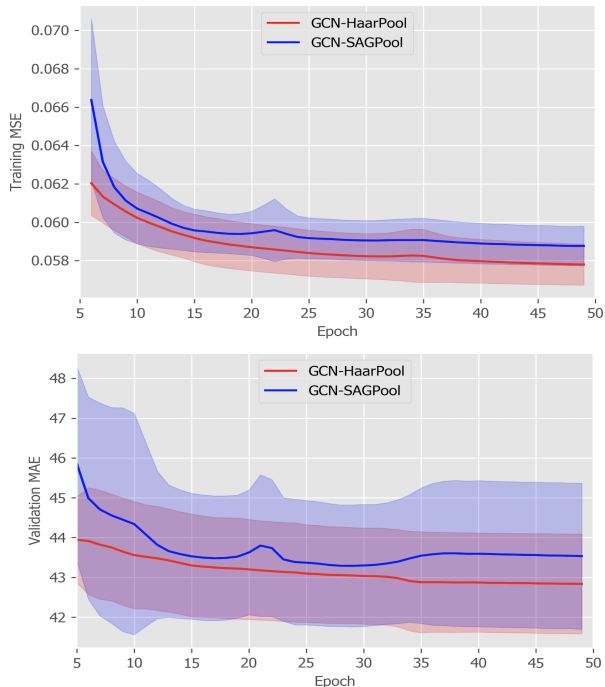 GCN-HaarPool
GCN-SAGPool
0.070
0.068
0.066
0.064
0.062
0.060
0.058
Training MSE
5 10 15 20 25 30 35 40 45 50
Epoch
GCN-HaarPool
GCN-SAGPool
48
47
46
45
44
43
42
Validation MAE
5 10 15 20 25 30 35 40 45 50
Epoch